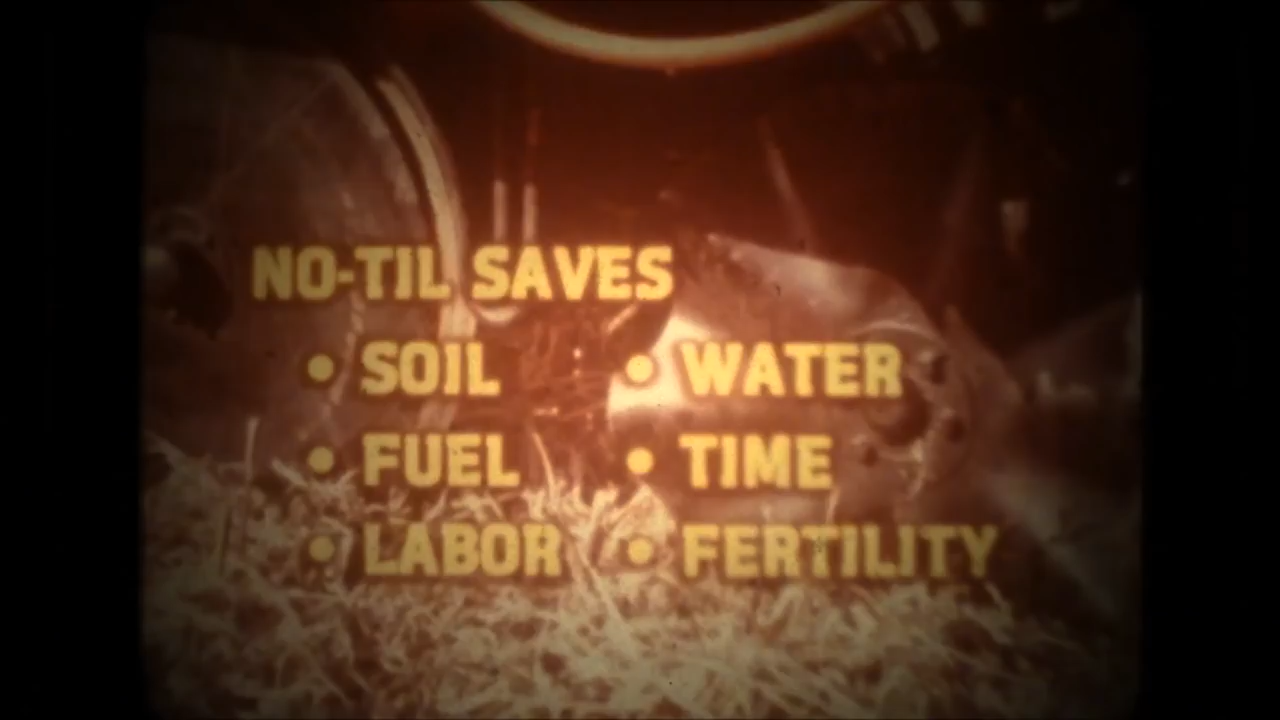 NO-TIL SAVES
• SOIL • WATER
• FUEL • TIME
• LABOR • FERTILITY